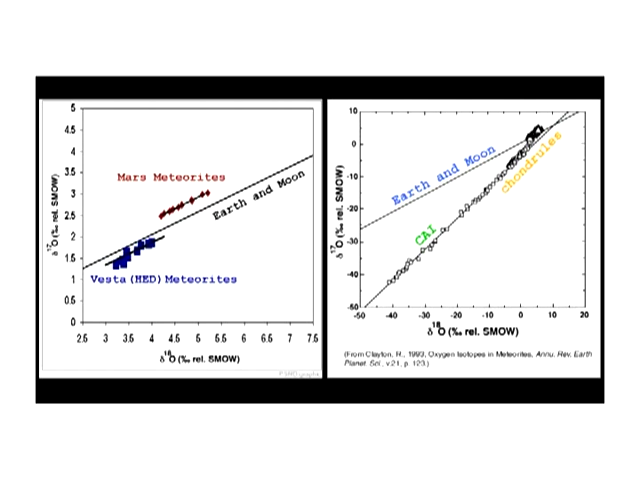 5
4.5
4
3.5
3
2.5
2
1.5
1
0.5
0
2.5 3 3.5 4 4.5 5 5.5 6 6.5 7 7.5
δ¹⁷O (‰ rel. SMOW)
δ¹⁸O (‰ rel. SMOW)
Mars Meteorites
Earth and Moon
Vesta (HED) Meteorites
10
0
-10
-20
-30
-40
-50
-50 -40 -30 -20 -10 0 10 20
δ¹⁷O (‰ rel. SMOW)
δ¹⁸O (‰ rel. SMOW)
Earth and Moon
chondrules
CAI
(From Clayton, R., 1993, Oxygen Isotopes in Meteorites, Annu. Rev. Earth
Planet. Sci., v.21, p. 123.)